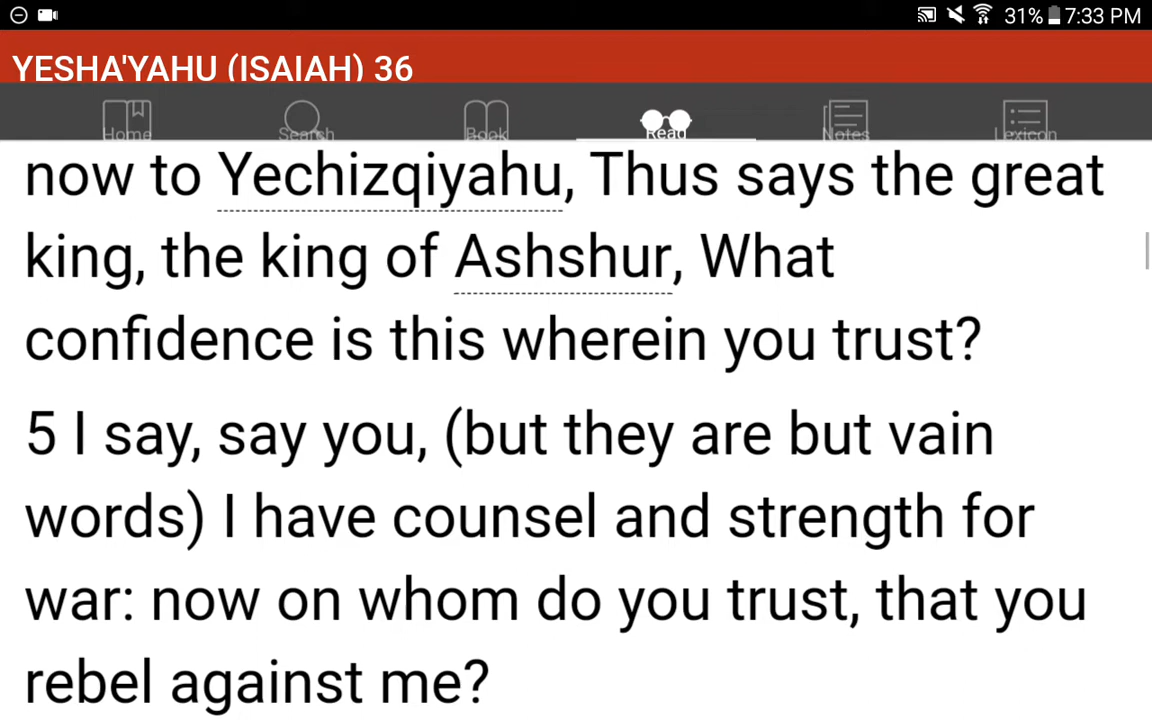 31% 7:33 PM
YESHA'YAHU (ISAIAH) 36
Home Search Book Read Notes Lexicon
now to Yechizqiyahu, Thus says the great
king, the king of Ashshur, What
confidence is this wherein you trust?
5 I say, say you, (but they are but vain
words) I have counsel and strength for
war: now on whom do you trust, that you
rebel against me?